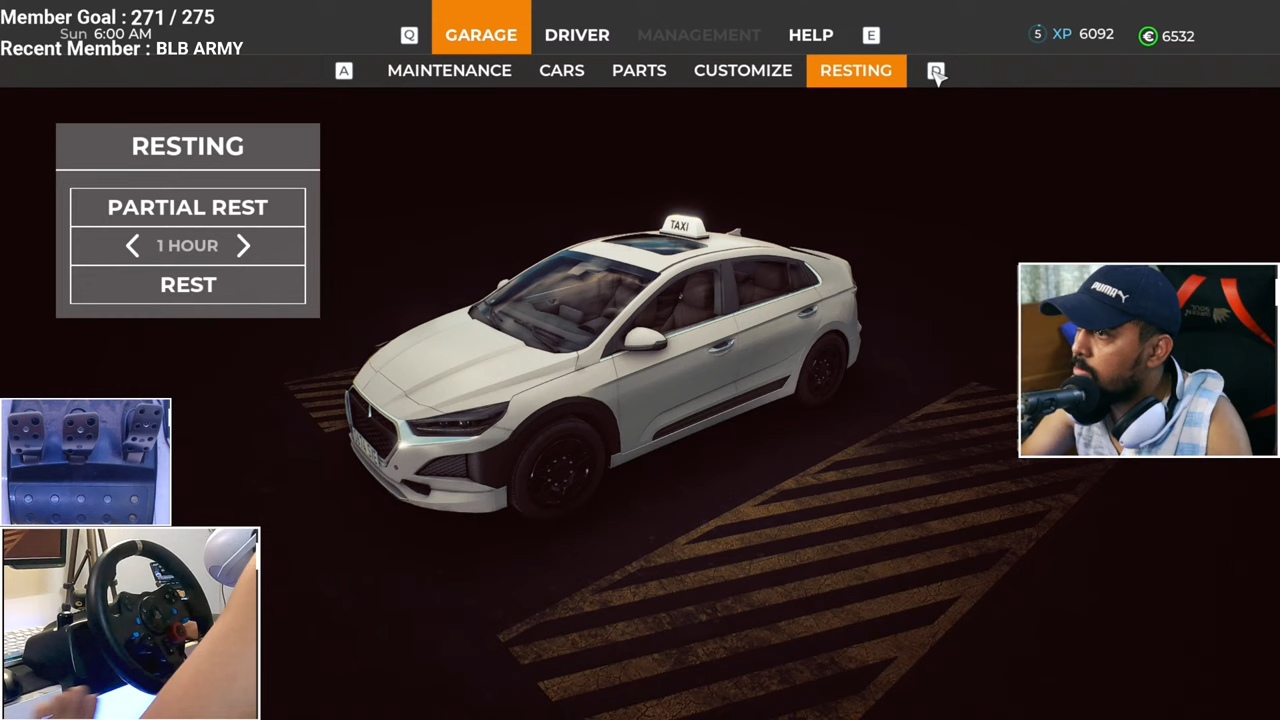 Member Goal : 271 / 275
Sun 6:00 AM
Recent Member : BLB ARMY
Q GARAGE DRIVER MANAGEMENT HELP E
5 XP 6092 € 6532
A MAINTENANCE CARS PARTS CUSTOMIZE RESTING D
RESTING
PARTIAL REST
1 HOUR
REST
TAXI
PUMA